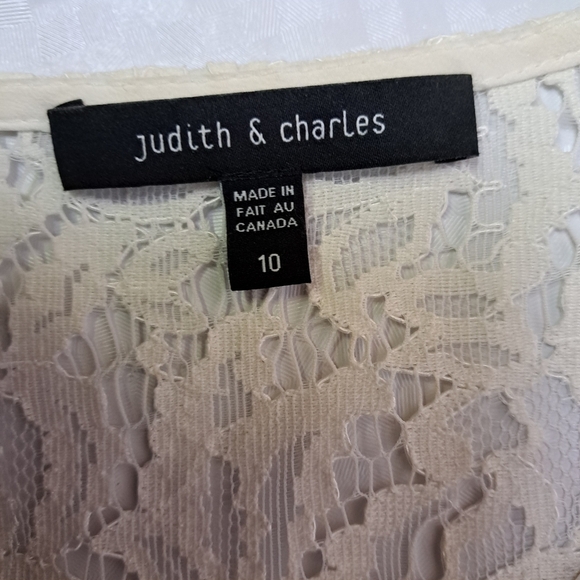 judith & charles
MADE IN
FAIT AU
CANADA
10